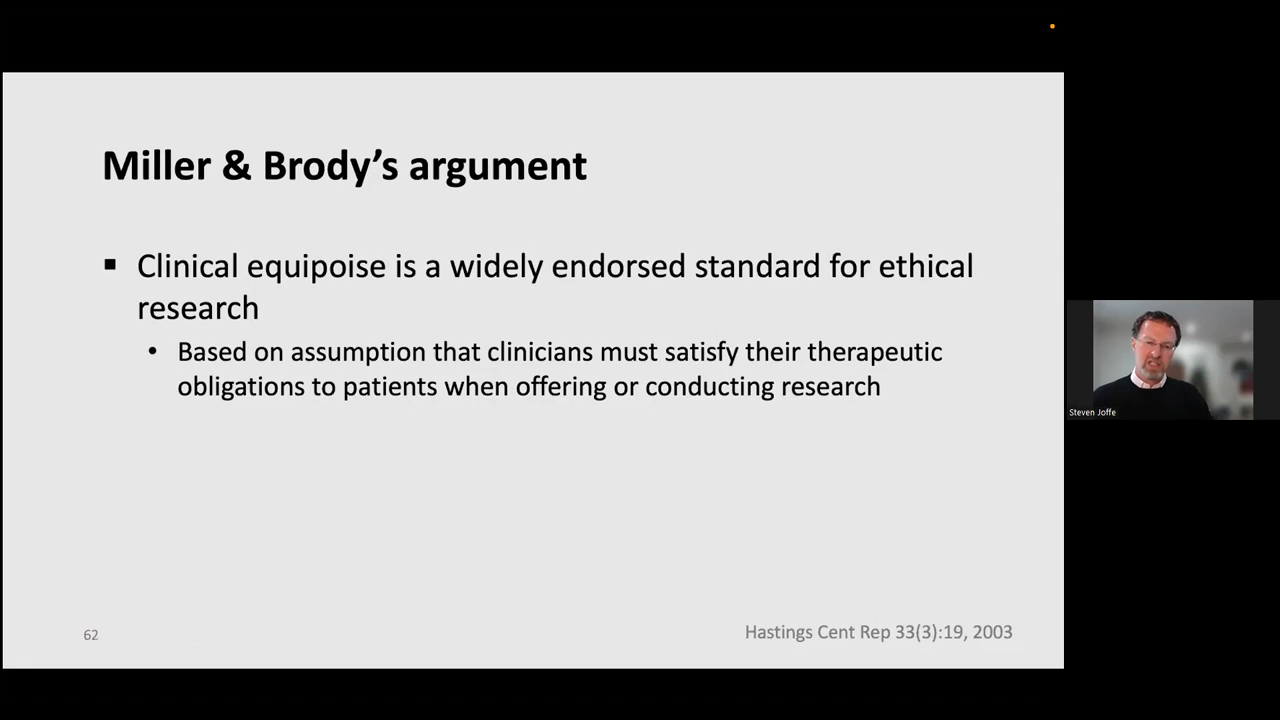 Miller & Brody’s argument
▪ Clinical equipoise is a widely endorsed standard for ethical
research
• Based on assumption that clinicians must satisfy their therapeutic
obligations to patients when offering or conducting research
Steven Joffe
62
Hastings Cent Rep 33(3):19, 2003